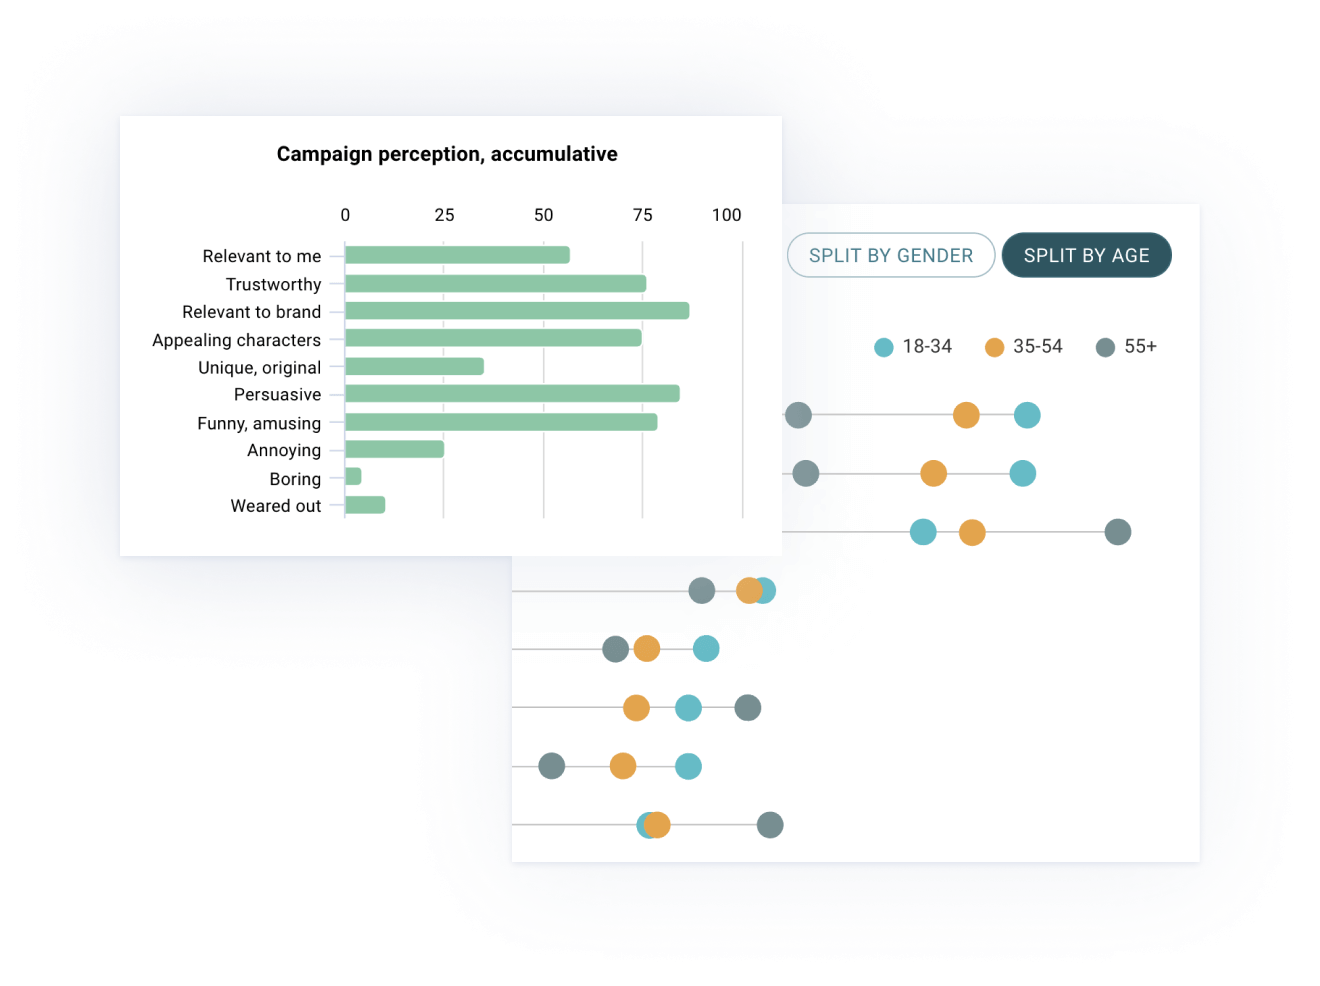 Campaign perception, accumulative
0 25 50 75 100
Relevant to me
Trustworthy
Relevant to brand
Appealing characters
Unique, original
Persuasive
Funny, amusing
Annoying
Boring
Weared out
SPLIT BY GENDER SPLIT BY AGE
18-34 35-54 55+